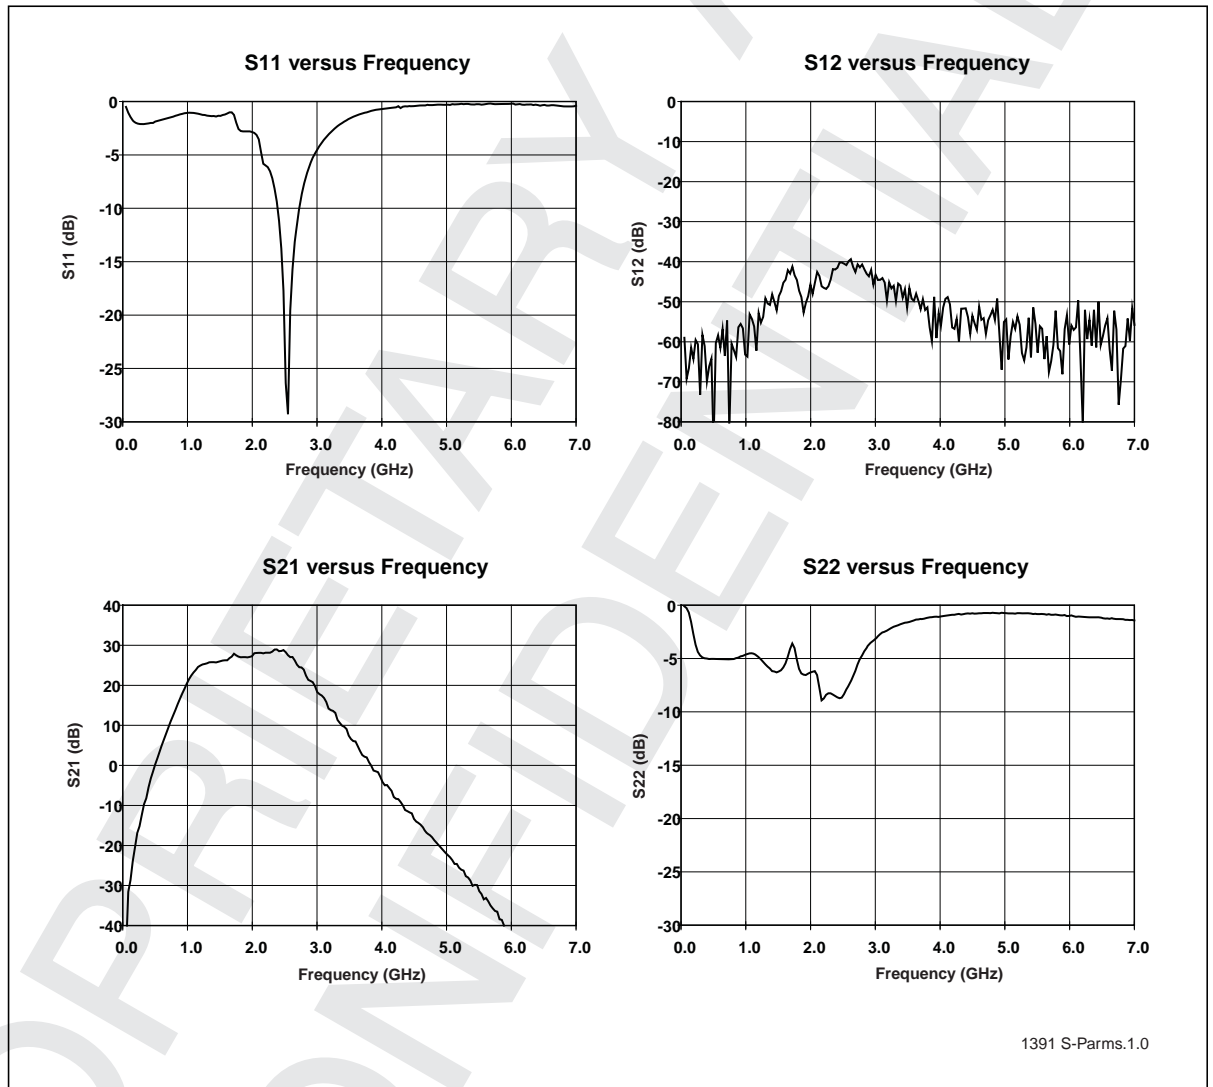 S11 versus Frequency
0
-5
-10
-15
-20
-25
-30
S11 (dB)
0.0 1.0 2.0 3.0 4.0 5.0 6.0 7.0
Frequency (GHz)
S12 versus Frequency
0
-10
-20
-30
-40
-50
-60
-70
-80
S12 (dB)
0.0 1.0 2.0 3.0 4.0 5.0 6.0 7.0
Frequency (GHz)
S21 versus Frequency
40
30
20
10
0
-10
-20
-30
-40
S21 (dB)
0.0 1.0 2.0 3.0 4.0 5.0 6.0 7.0
Frequency (GHz)
S22 versus Frequency
0
-5
-10
-15
-20
-25
-30
S22 (dB)
0.0 1.0 2.0 3.0 4.0 5.0 6.0 7.0
Frequency (GHz)
1391 S-Parms.1.0
OPRIETARY A
ONFIDENTIAL